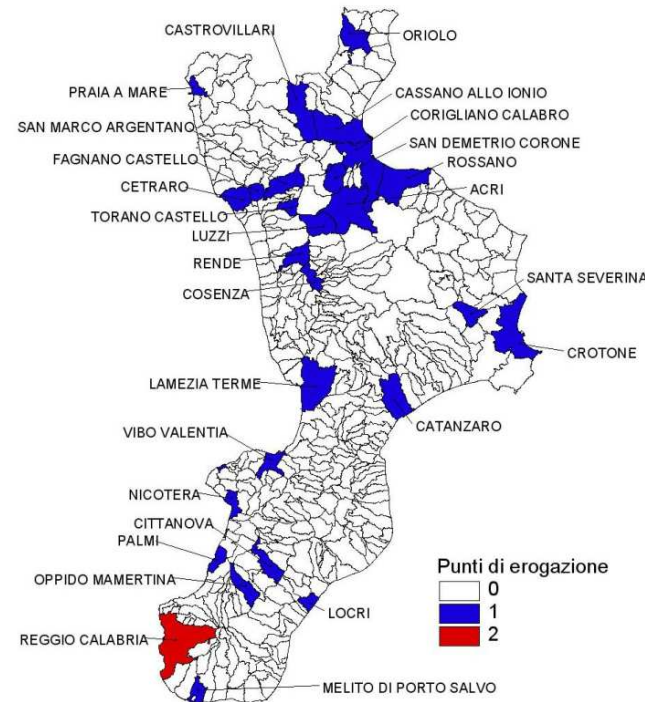 CASTROVILLARI
ORIOLO
PRAIA A MARE
CASSANO ALLO IONIO
CORIGLIANO CALABRO
SAN MARCO ARGENTANO
SAN DEMETRIO CORONE
FAGNANO CASTELLO
ROSSANO
CETRARO
ACRI
TORANO CASTELLO
LUZZI
RENDE
SANTA SEVERINA
COSENZA
CROTONE
LAMEZIA TERME
CATANZARO
VIBO VALENTIA
NICOTERA
CITTANOVA
PALMI
OPPIDO MAMERTINA
LOCRI
REGGIO CALABRIA
MELITO DI PORTO SALVO
Punti di erogazione
0
1
2